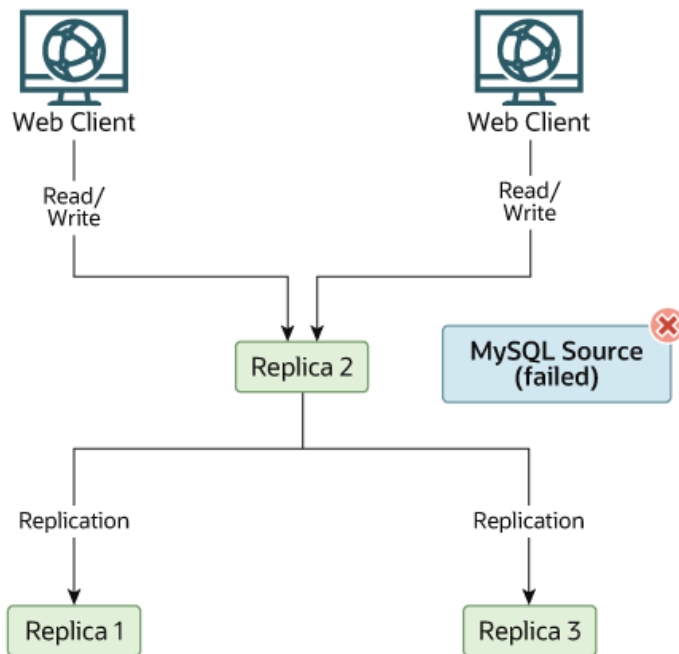 Web Client
Web Client
Read/
Write
Read/
Write
Replica 2
MySQL Source
(failed)
Replication
Replication
Replica 1
Replica 3